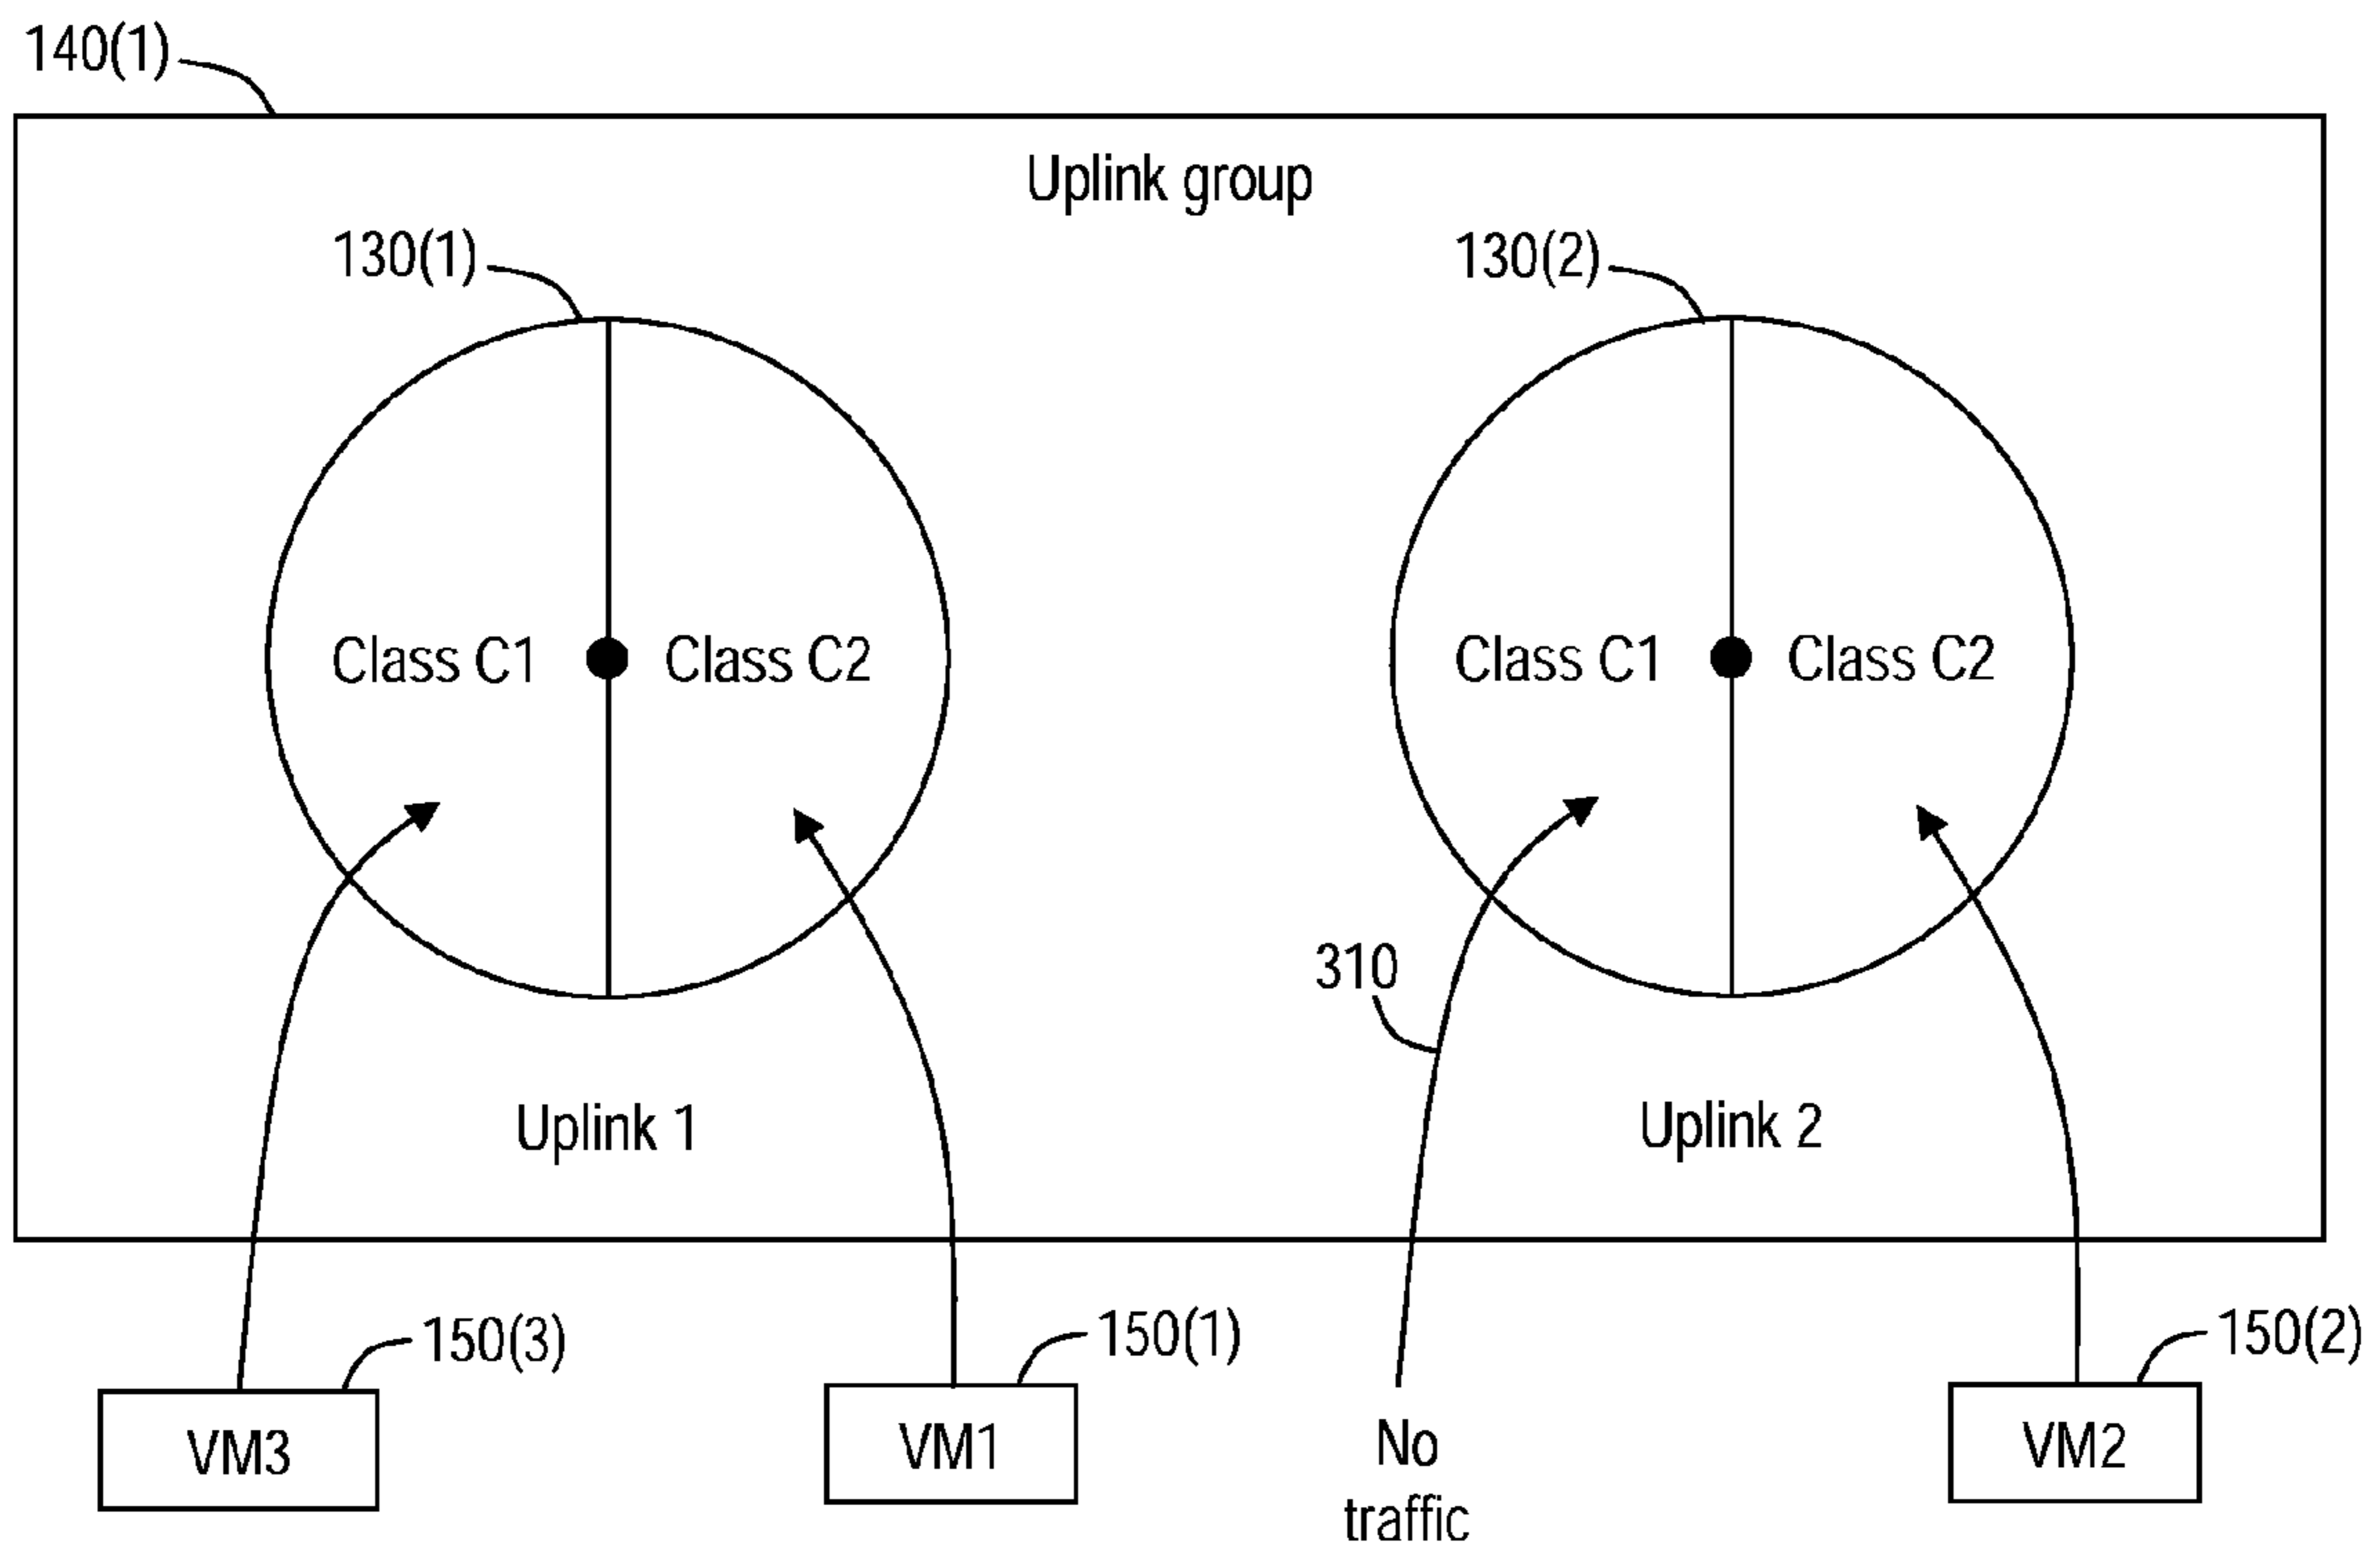 140(1)
Uplink group
130(1)
130(2)
Class C1
Class C2
Class C1
Class C2
310
Uplink 1
Uplink 2
150(3)
150(1)
150(2)
VM3
VM1
No
traffic
VM2